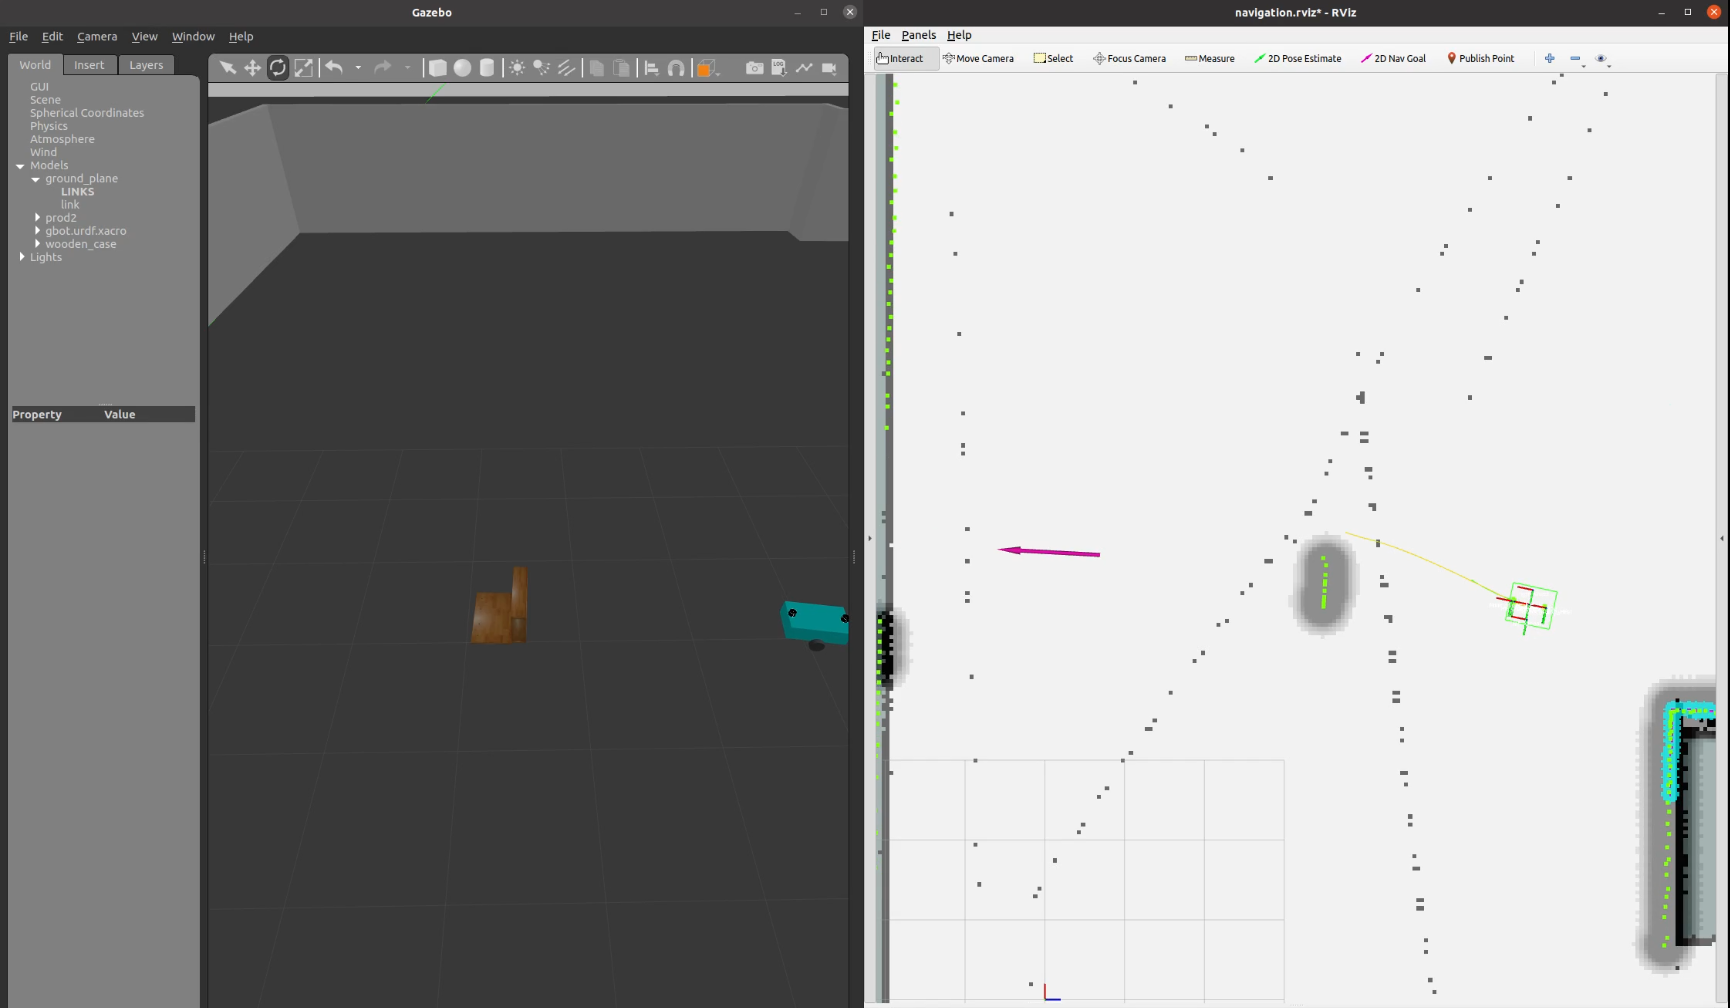 Gazebo
File Edit Camera View Window Help
World Insert Layers
GUI
Scene
Spherical Coordinates
Physics
Atmosphere
Wind
Models
ground_plane
LINKS
link
prod2
gbot.urdf.xacro
wooden_case
Lights
Property Value
LOG
navigation.rviz* - RViz
File Panels Help
Interact Move Camera Select Focus Camera Measure 2D Pose Estimate 2D Nav Goal Publish Point